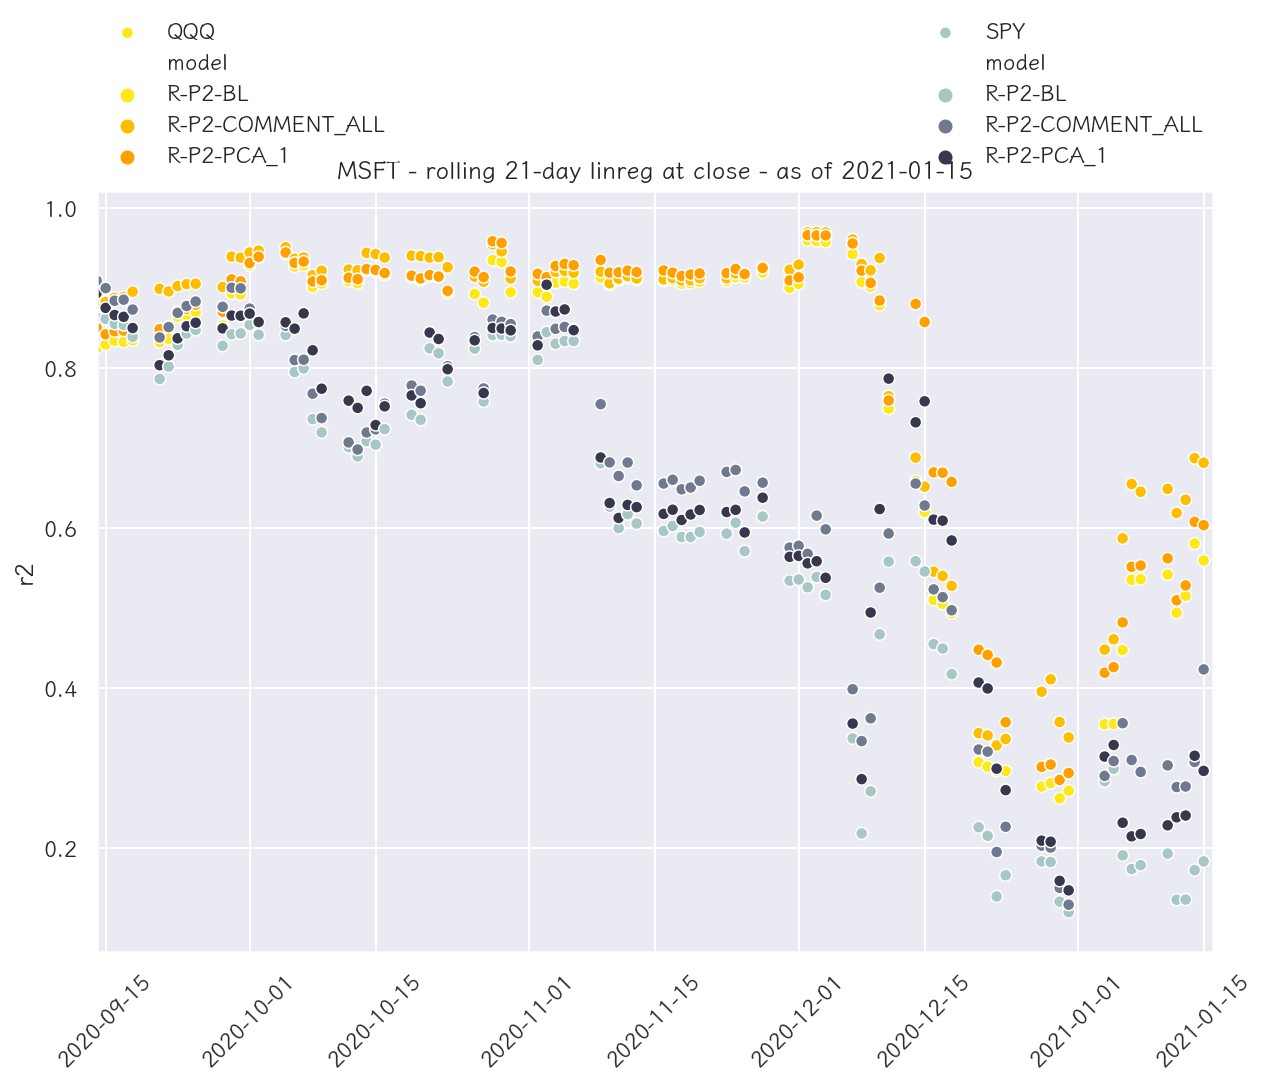 QQQ
model
R-P2-BL
R-P2-COMMENT_ALL
R-P2-PCA_1
SPY
model
R-P2-BL
R-P2-COMMENT_ALL
R-P2-PCA_1
MSFT - rolling 21-day linreg at close - as of 2021-01-15
1.0
0.8
0.6
0.4
0.2
r2
2020-09-15
2020-10-01
2020-10-15
2020-11-01
2020-11-15
2020-12-01
2020-12-15
2021-01-01
2021-01-15